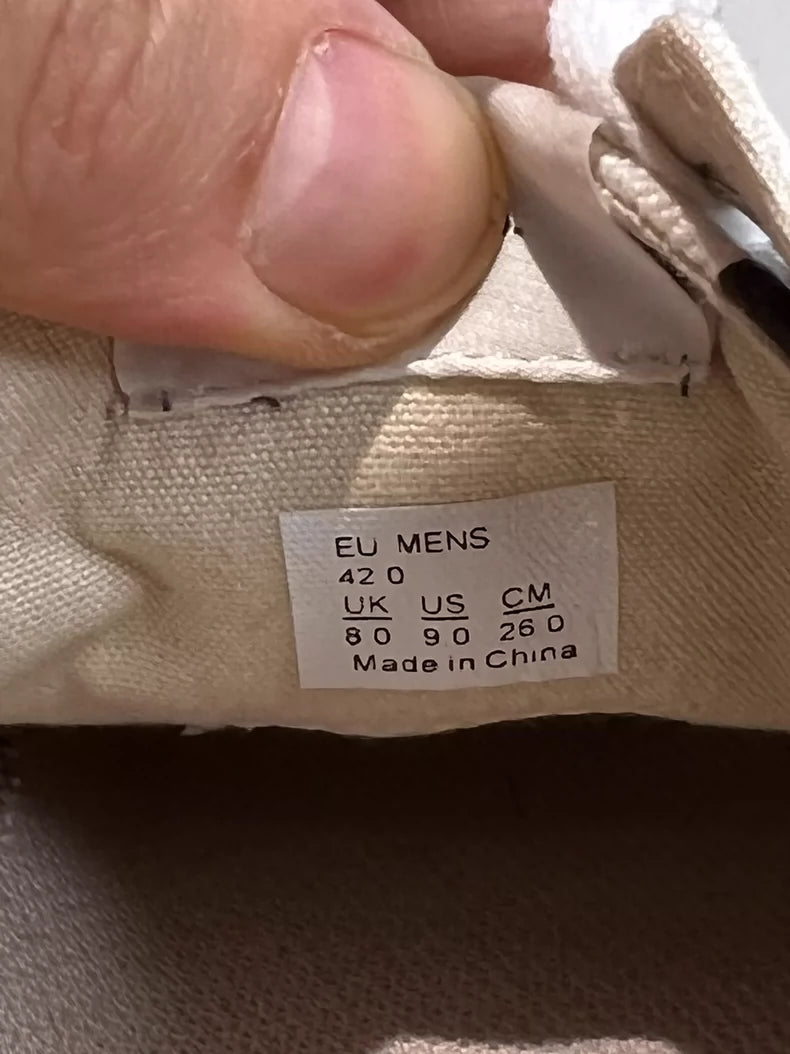 EU MENS
42 0
UK US CM
8 0 9 0 26 0
Made in China